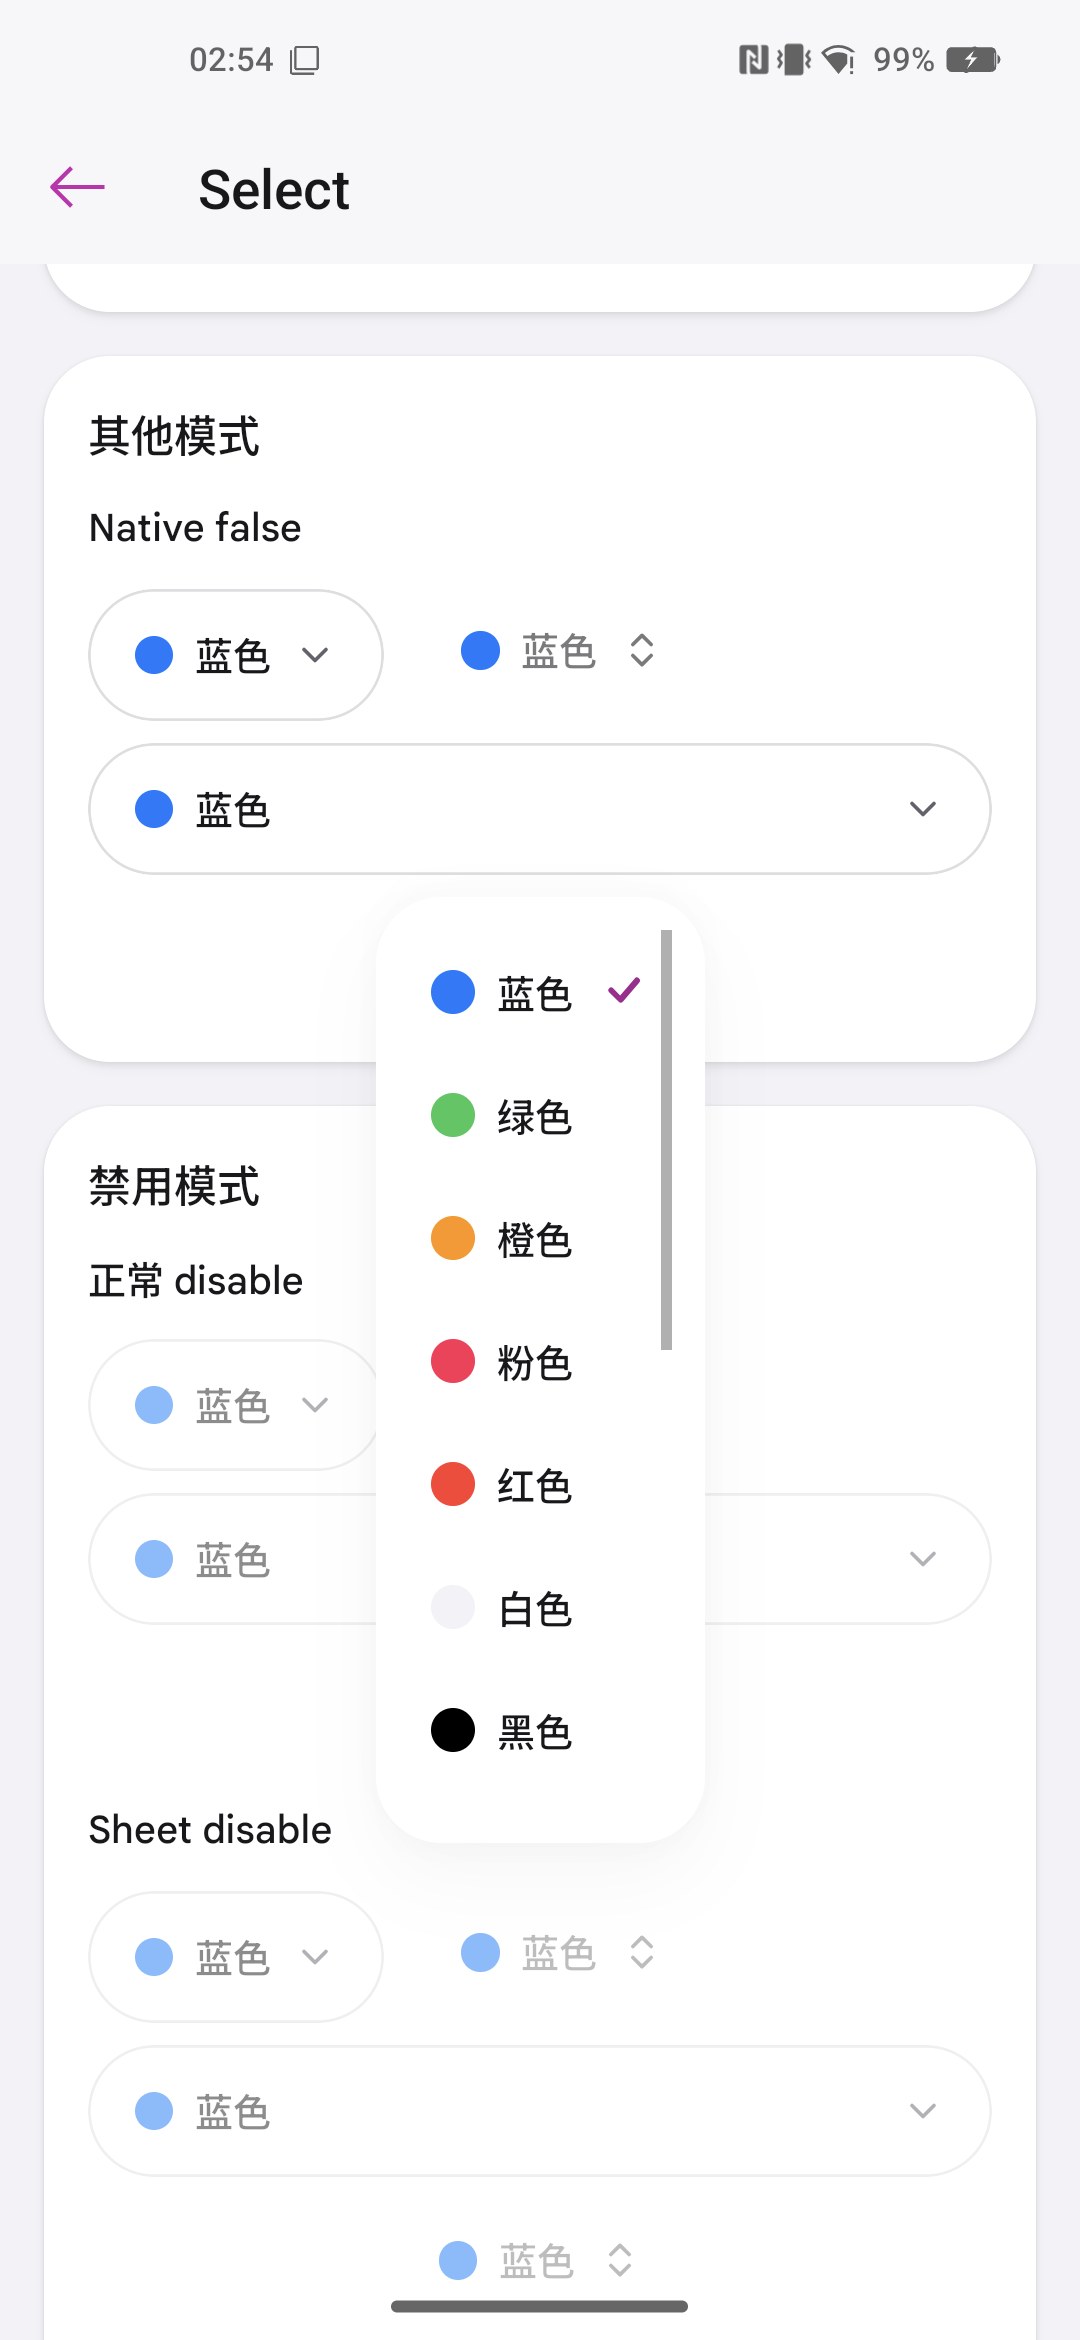 02:54 99%
Select
其他模式
Native false
蓝色 蓝色
蓝色
蓝色
绿色
橙色
粉色
红色
白色
黑色
禁用模式
正常 disable
蓝色
蓝色
Sheet disable
蓝色 蓝色
蓝色
蓝色